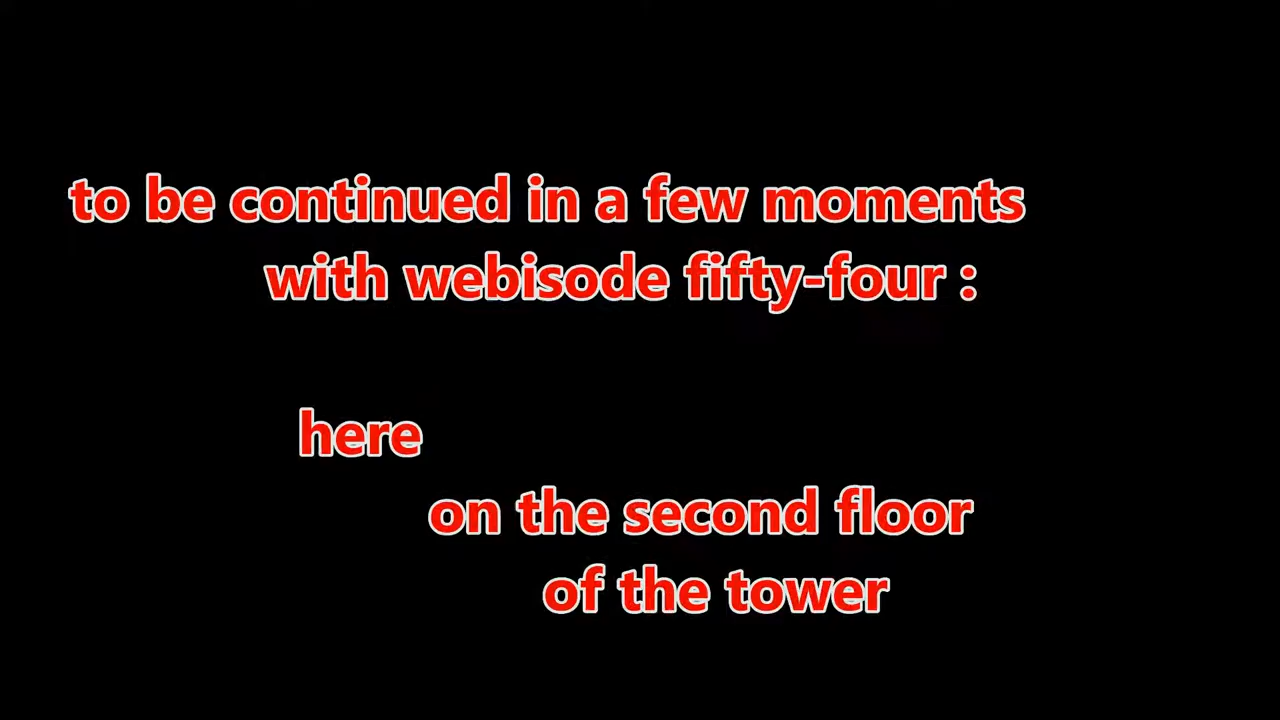 to be continued in a few moments
with webisode fifty-four :
here
on the second floor
of the tower